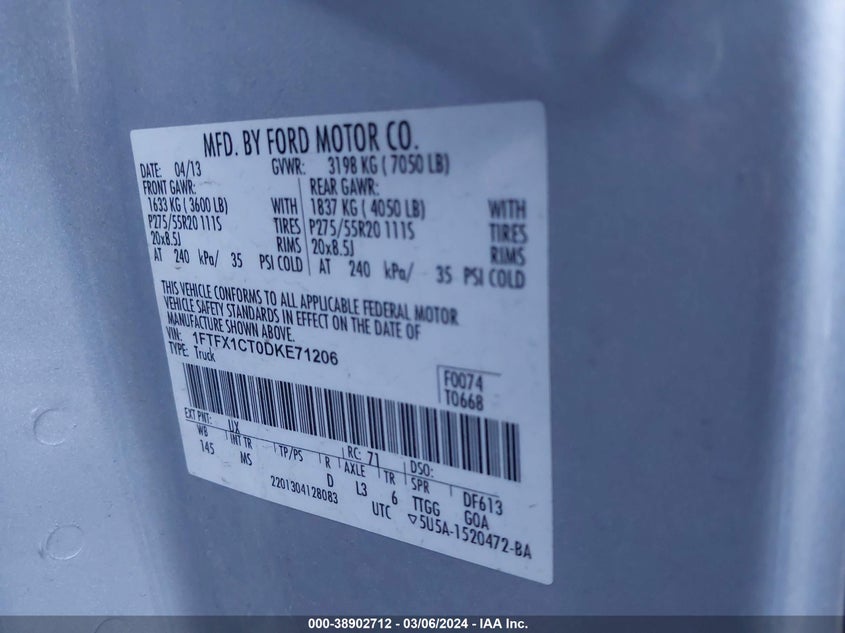 MFD. BY FORD MOTOR CO.
DATE: 04/13 GVWR: 3198 KG ( 7050 LB)
FRONT GAWR: REAR GAWR:
1633 KG ( 3600 LB) WITH 1837 KG ( 4050 LB) WITH
P275/55R20 111S TIRES P275/55R20 111S TIRES
20x8.5J RIMS 20x8.5J RIMS
AT 240 kPa/ 35 PSI COLD AT 240 kPa/ 35 PSI COLD
THIS VEHICLE CONFORMS TO ALL APPLICABLE FEDERAL MOTOR
VEHICLE SAFETY STANDARDS IN EFFECT ON THE DATE OF
MANUFACTURE SHOWN ABOVE.
VIN: 1FTFX1CT0DKE71206
TYPE: Truck
F0074
T0668
EXT PNT: UX RC: 71 DSO:
WB INT TR TP/PS R AXLE TR SPR DF613
145 MS D L3 6 TTGG GOA
2201304128083 UTC ▽5U5A-1520472-BA
000-38902712 - 03/06/2024 - IAA Inc.